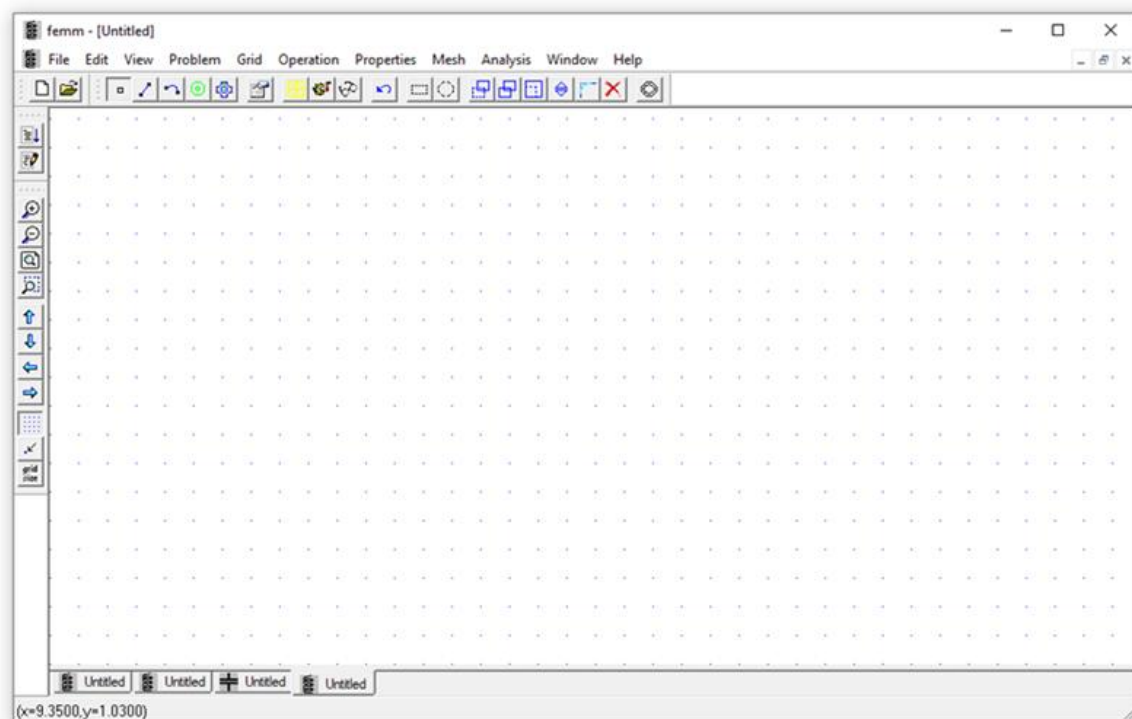 femm - [Untitled]
File Edit View Problem Grid Operation Properties Mesh Analysis Window Help
grid
size
Untitled Untitled Untitled Untitled
(x=9.3500,y=1.0300)